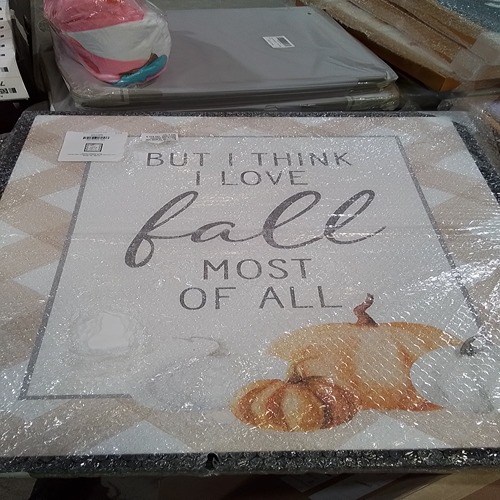 BUT I THINK
I LOVE
fall
MOST
OF ALL